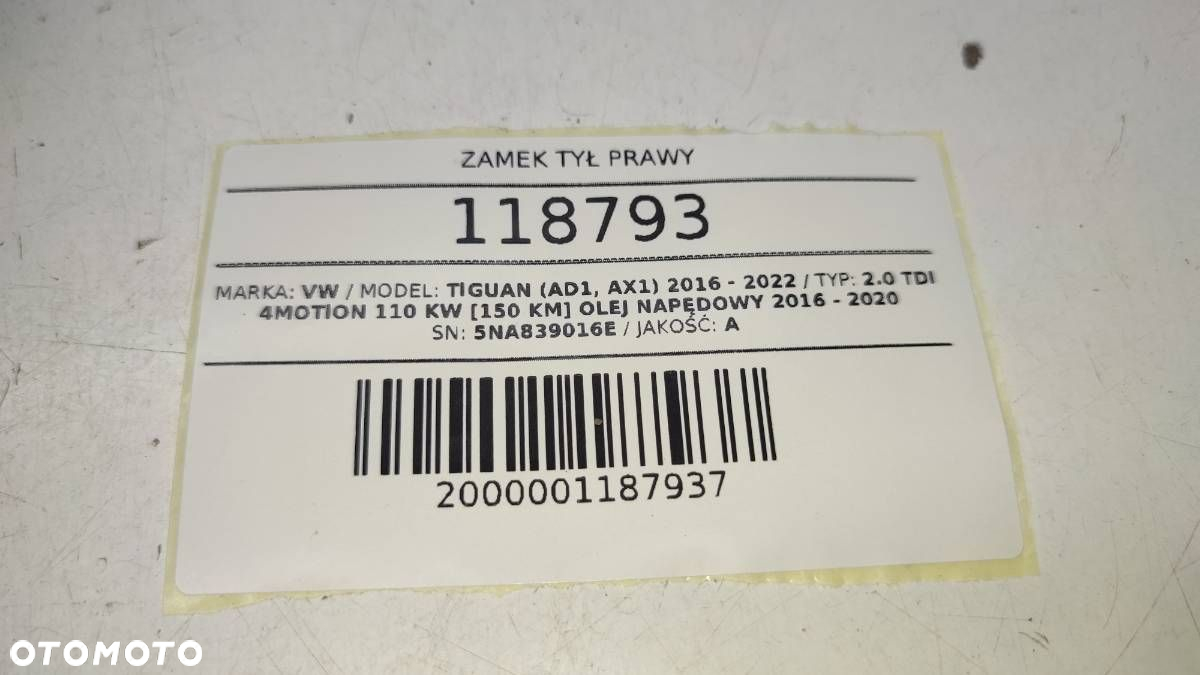 ZAMEK TYŁ PRAWY
118793
MARKA: VW / MODEL: TIGUAN (AD1, AX1) 2016 - 2022 / TYP: 2.0 TDI
4MOTION 110 KW [150 KM] OLEJ NAPĘDOWY 2016 - 2020
SN: 5NA839016E / JAKOŚĆ: A
2000001187937
OTOMOTO